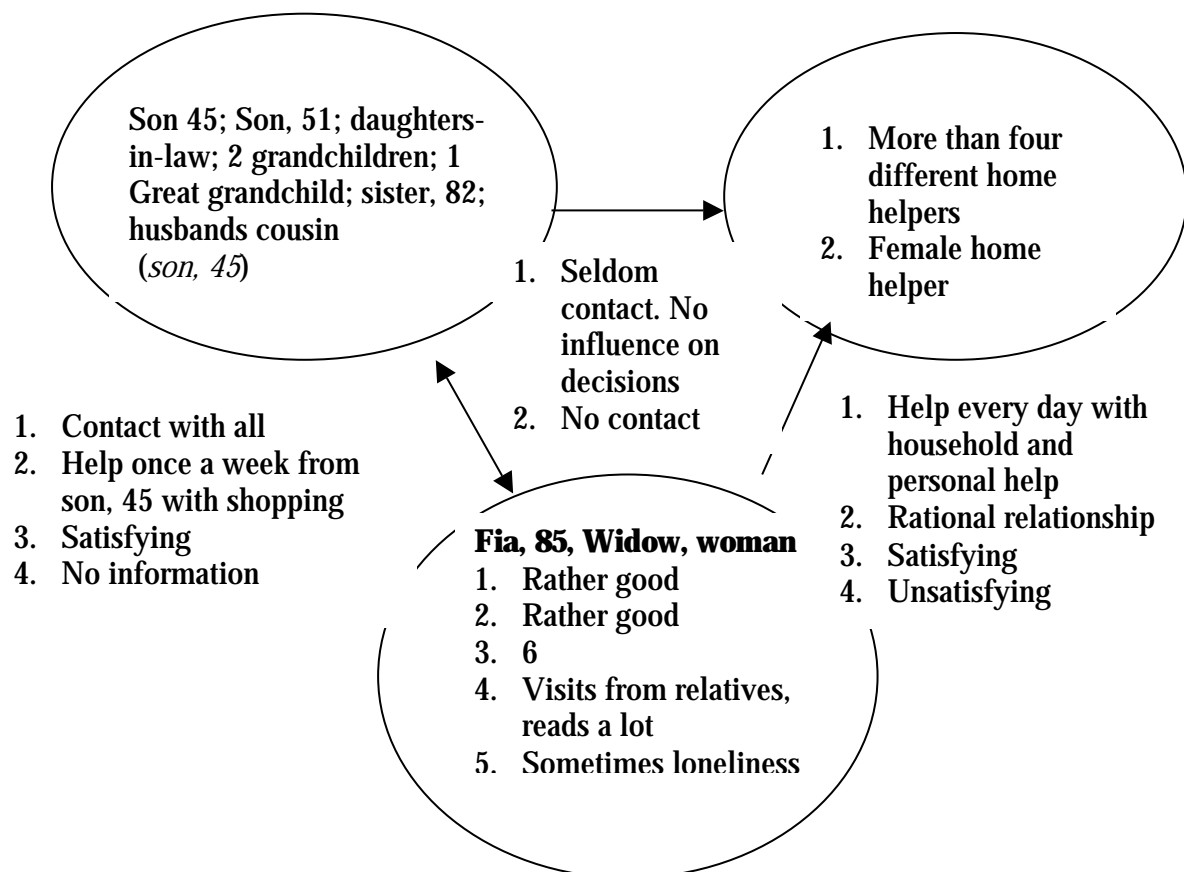 Son 45; Son, 51; daughters-
in-law; 2 grandchildren; 1
Great grandchild; sister, 82;
husbands cousin
(son, 45)
1. More than four
different home
helpers
2. Female home
helper
1. Seldom
contact. No
influence on
decisions
2. No contact
1. Contact with all
2. Help once a week from
son, 45 with shopping
3. Satisfying
4. No information
1. Help every day with
household and
personal help
2. Rational relationship
3. Satisfying
4. Unsatisfying
Fia, 85, Widow, woman
1. Rather good
2. Rather good
3. 6
4. Visits from relatives,
reads a lot
5. Sometimes loneliness